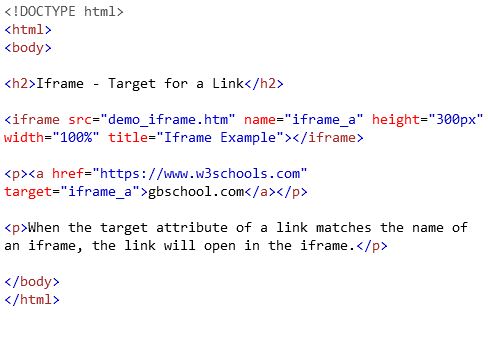 <!DOCTYPE html>
<html>
<body>
<h2>Iframe - Target for a Link</h2>
<iframe src="demo_iframe.htm" name="iframe_a" height="300px"
width="100%" title="Iframe Example"></iframe>
<p><a href="https://www.w3schools.com"
target="iframe_a">gbschool.com</a></p>
<p>When the target attribute of a link matches the name of
an iframe, the link will open in the iframe.</p>
</body>
</html>